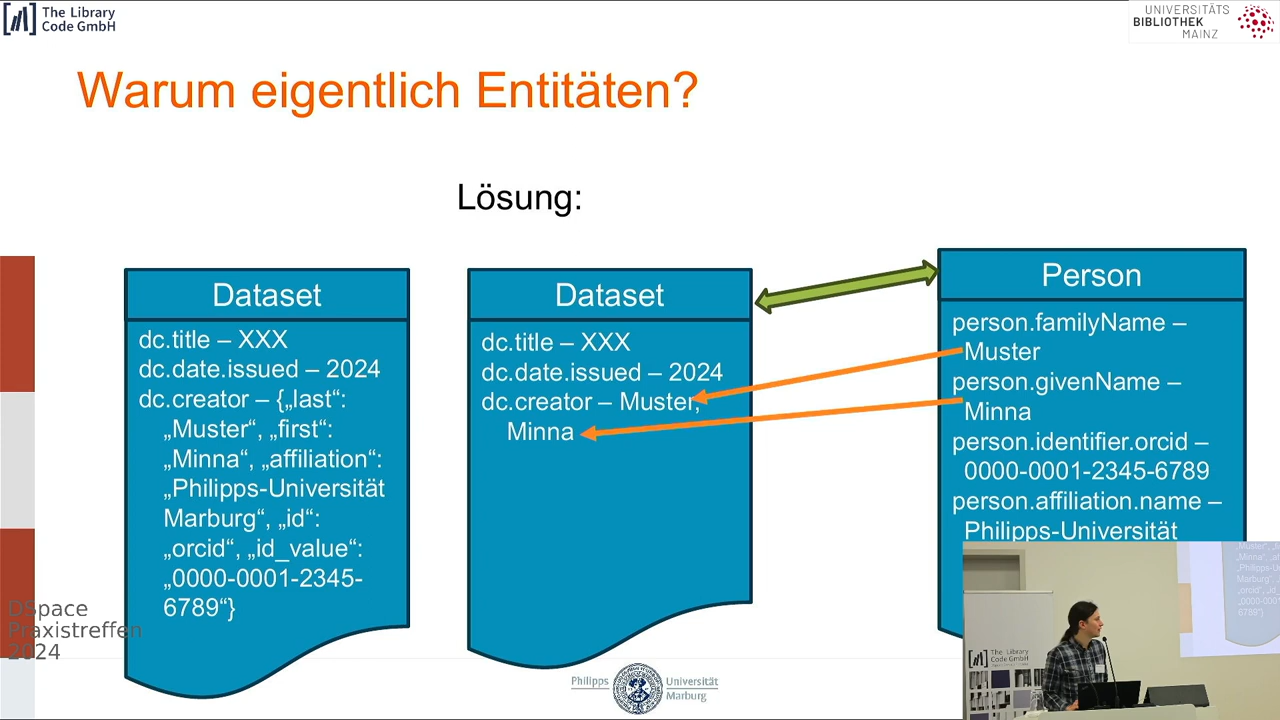 The Library
Code GmbH
UNIVERSITÄTS
BIBLIOTHEK
MAINZ
Warum eigentlich Entitäten?
Lösung:
Dataset
dc.title – XXX
dc.date.issued – 2024
dc.creator – {„last“:
„Muster“, „first“:
„Minna“, „affiliation“:
„Philipps-Universität
Marburg“, „id“:
„orcid“, „id_value“:
„0000-0001-2345-
6789“}
Dataset
dc.title – XXX
dc.date.issued – 2024
dc.creator – Muster,
Minna
Person
person.familyName –
Muster
person.givenName –
Minna
person.identifier.orcid –
0000-0001-2345-6789
person.affiliation.name –
Philipps-Universität
DSpace
Praxistreffen
2024
Philipps
Universität
Marburg
The Library
Code GmbH